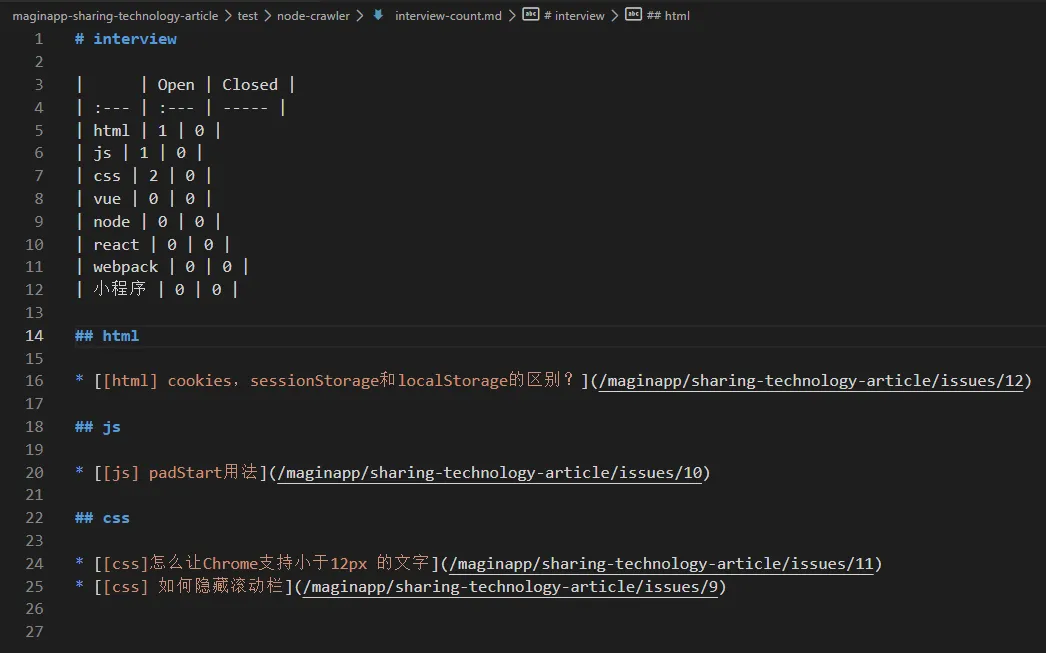 maginapp-sharing-technology-article > test > node-crawler > interview-count.md > # interview > ## html
1 # interview
2
3 |      | Open | Closed |
4 | :--- | :--- | ----- |
5 | html | 1 | 0 |
6 | js | 1 | 0 |
7 | css | 2 | 0 |
8 | vue | 0 | 0 |
9 | node | 0 | 0 |
10 | react | 0 | 0 |
11 | webpack | 0 | 0 |
12 | 小程序 | 0 | 0 |
13
14 ## html
15
16 * [[html] cookies，sessionStorage和localStorage的区别？](/maginapp/sharing-technology-article/issues/12)
17
18 ## js
19
20 * [[js] padStart用法](/maginapp/sharing-technology-article/issues/10)
21
22 ## css
23
24 * [[css]怎么让Chrome支持小于12px 的文字](/maginapp/sharing-technology-article/issues/11)
25 * [[css] 如何隐藏滚动栏](/maginapp/sharing-technology-article/issues/9)
26
27